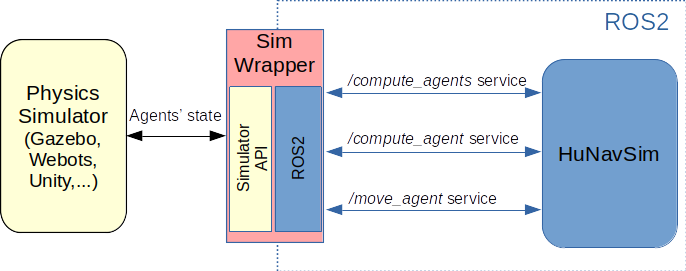 ROS2
Sim
Wrapper
Physics
Simulator
(Gazebo,
Webots,
Unity,...)
Agents' state
Simulator
API
ROS2
/compute_agents service
/compute_agent service
/move_agent service
HuNavSim